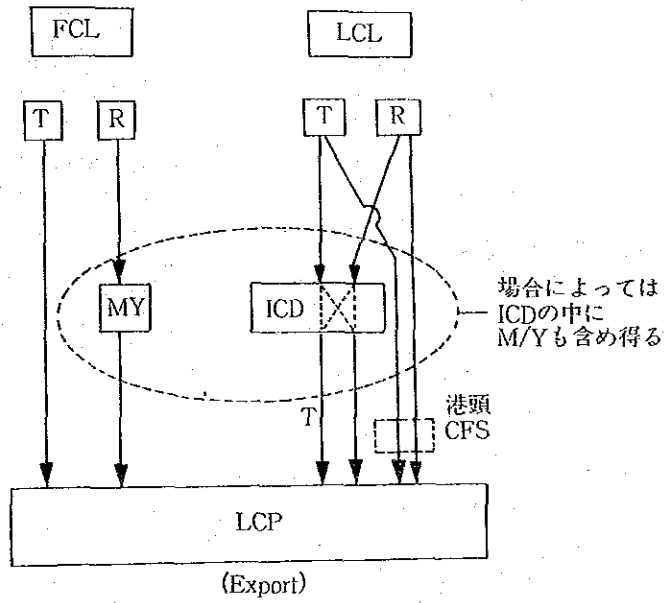 FCL
LCL
T
R
T
R
MY
ICD
場合によっては
ICDの中に
M/Yも含め得る
T
港頭
CFS
LCP
(Export)